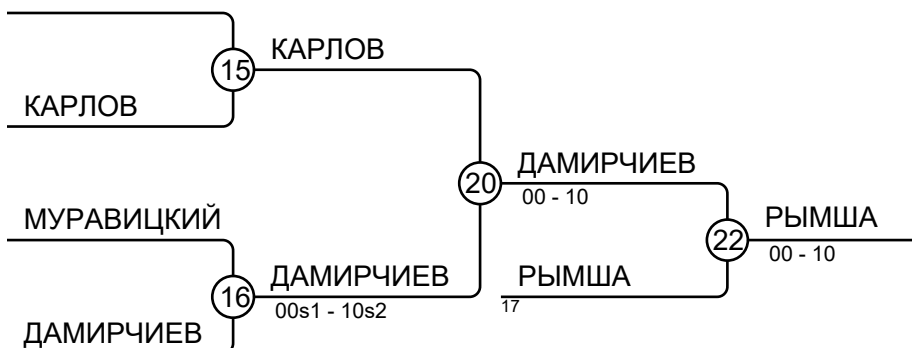 КАРЛОВ
15
КАРЛОВ
ДАМИРЧИЕВ
20
00 - 10
МУРАВИЦКИЙ
РЫМША
22
00 - 10
ДАМИРЧИЕВ
РЫМША
16
00s1 - 10s2
17
ДАМИРЧИЕВ